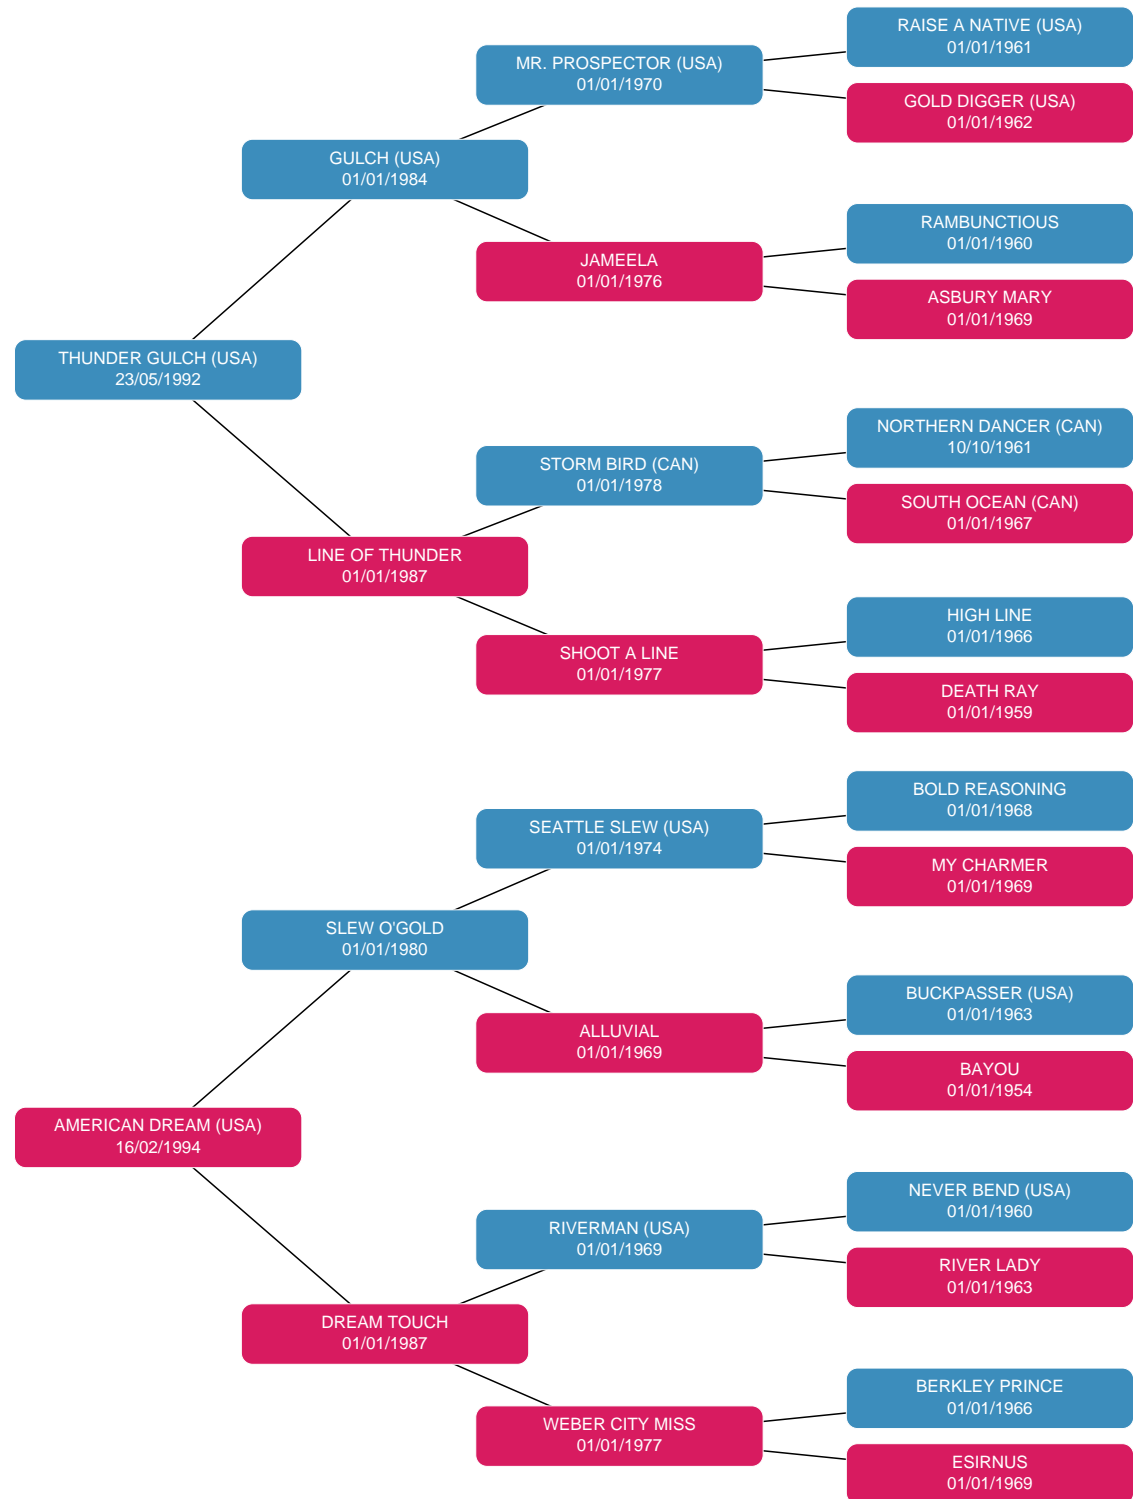 RAISE A NATIVE (USA)
01/01/1961
MR. PROSPECTOR (USA)
01/01/1970
GOLD DIGGER (USA)
01/01/1962
GULCH (USA)
01/01/1984
RAMBUNCTIOUS
01/01/1960
JAMEELA
01/01/1976
ASBURY MARY
01/01/1969
THUNDER GULCH (USA)
23/05/1992
NORTHERN DANCER (CAN)
10/10/1961
STORM BIRD (CAN)
01/01/1978
SOUTH OCEAN (CAN)
01/01/1967
LINE OF THUNDER
01/01/1987
HIGH LINE
01/01/1966
SHOOT A LINE
01/01/1977
DEATH RAY
01/01/1959
BOLD REASONING
01/01/1968
SEATTLE SLEW (USA)
01/01/1974
MY CHARMER
01/01/1969
SLEW O'GOLD
01/01/1980
BUCKPASSER (USA)
01/01/1963
ALLUVIAL
01/01/1969
BAYOU
01/01/1954
AMERICAN DREAM (USA)
16/02/1994
NEVER BEND (USA)
01/01/1960
RIVERMAN (USA)
01/01/1969
RIVER LADY
01/01/1963
DREAM TOUCH
01/01/1987
BERKLEY PRINCE
01/01/1966
WEBER CITY MISS
01/01/1977
ESIRNUS
01/01/1969